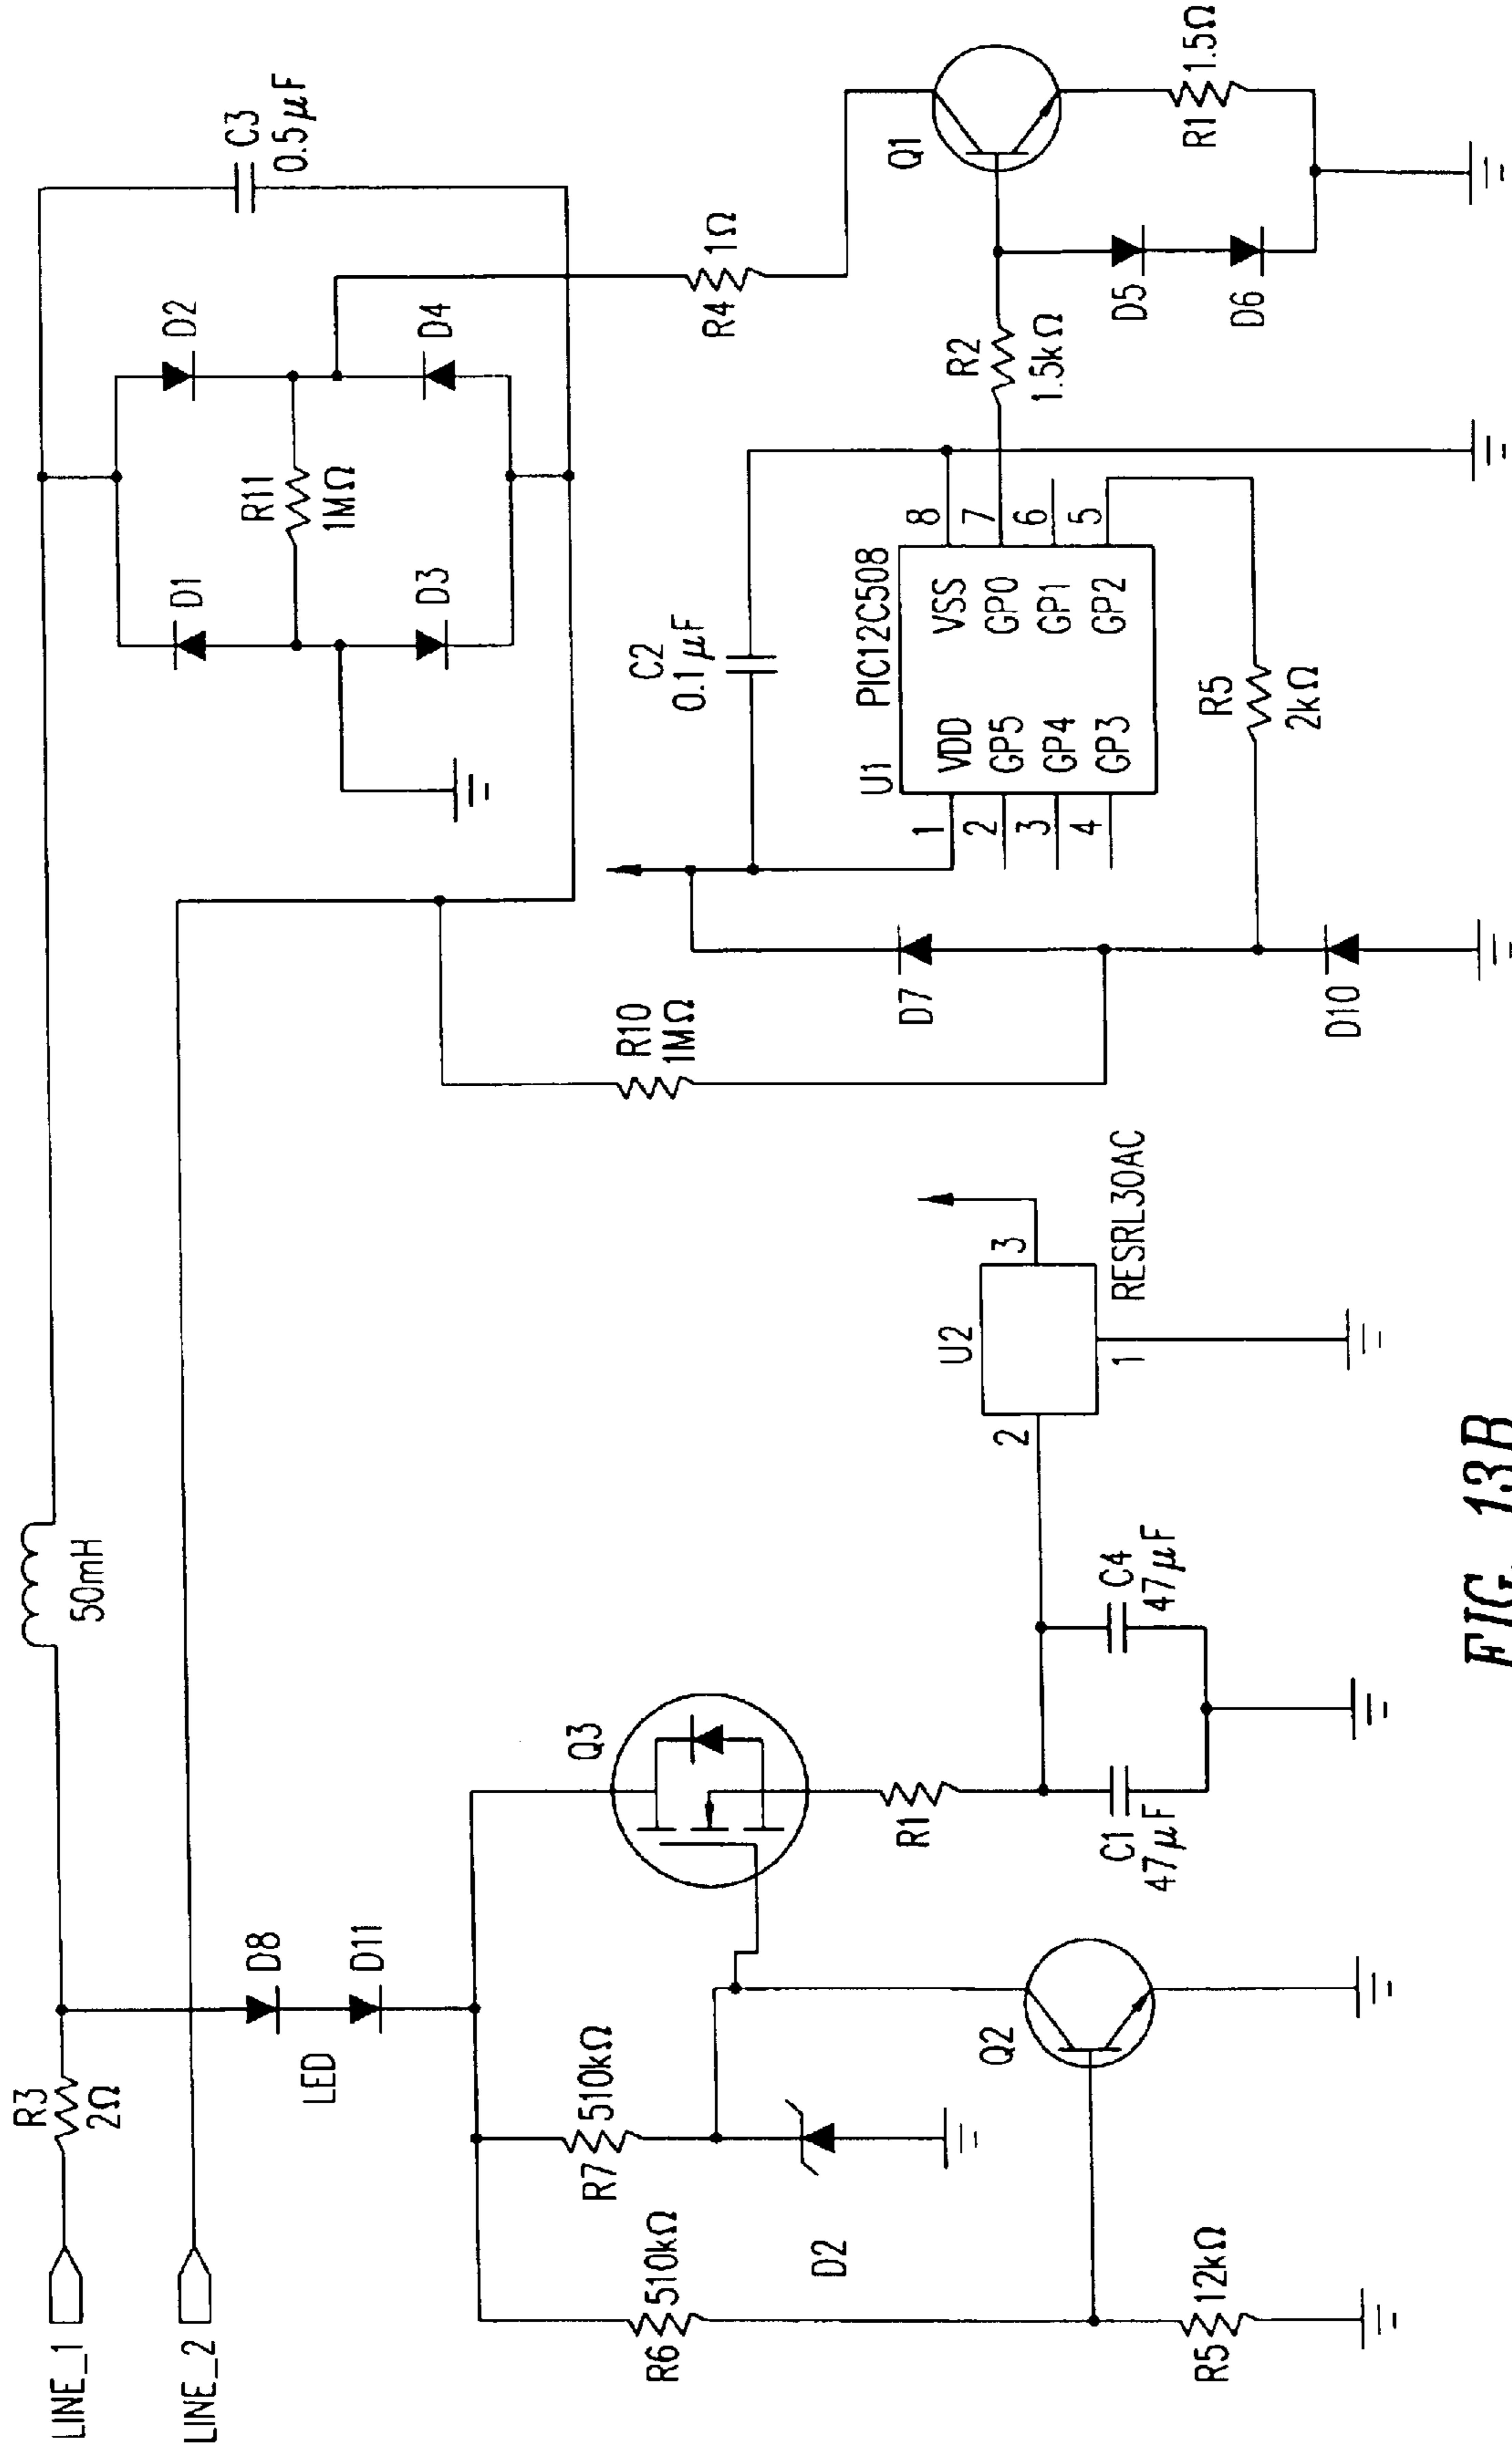 LINE_1
LINE_2
R3
2Ω
50mH
D8
D11
LED
R6
510kΩ
R7
510kΩ
D2
R5
12kΩ
Q2
Q3
R1
C1
47μF
C4
47μF
U2
2
3
1
RESRL30AC
R10
1MΩ
D7
D10
D1
D2
D3
D4
R11
1MΩ
C3
0.5μF
R4
1Ω
C2
0.1μF
U1
PIC12C508
VDD
GP5
GP4
GP3
VSS
GP0
GP1
GP2
1
2
3
4
8
7
6
5
R5
2kΩ
R2
1.5kΩ
D5
D6
Q1
R1
1.5Ω
FIG. 13B